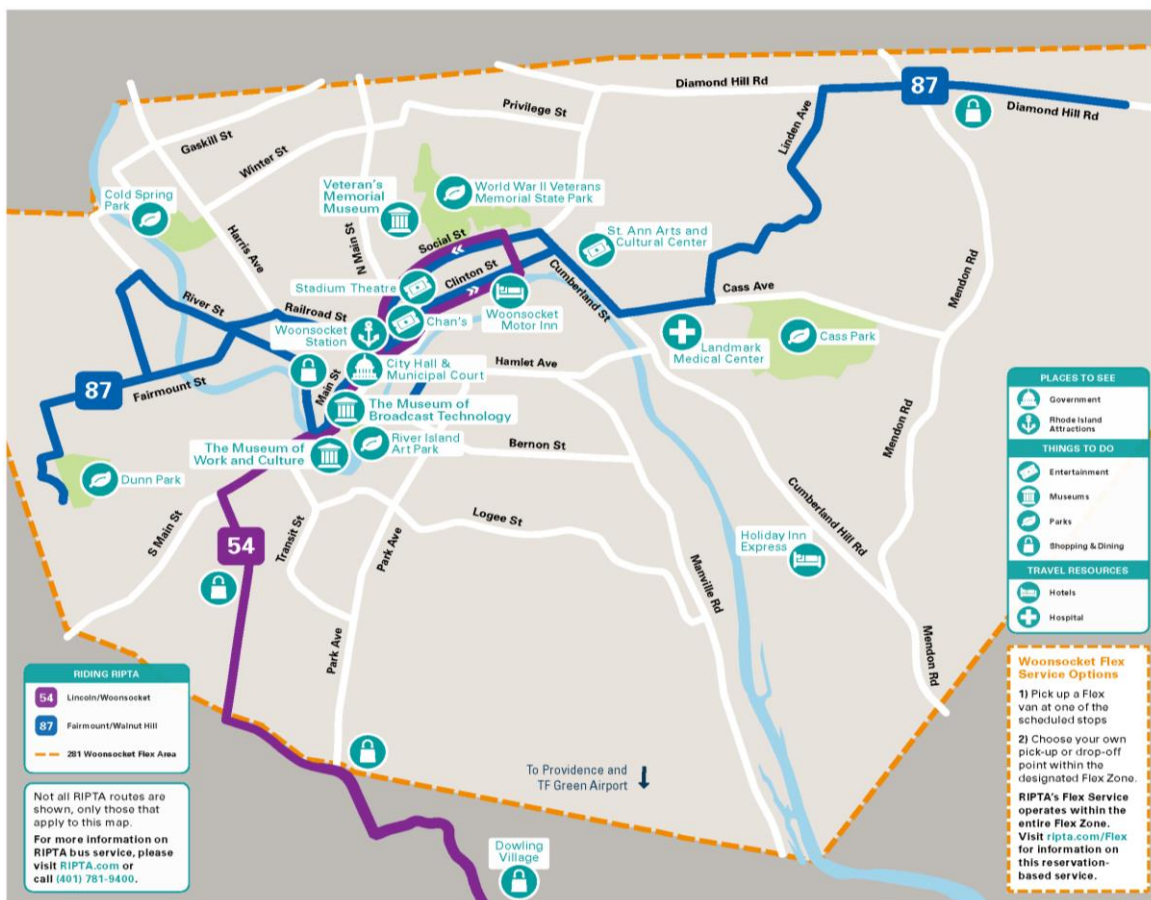 Diamond Hill Rd
87
Diamond Hill Rd
Privilege St
Gaskill St
Winter St
Linden Ave
Cold Spring
Park
Veteran's
Memorial
Museum
World War II Veterans
Memorial State Park
Harris Ave
N Main St
Social St
St. Ann Arts and
Cultural Center
Clinton St
Cumberland St
Mendon Rd
Stadium Theatre
River St
Railroad St
Chan's
Woonsocket
Motor Inn
Cass Ave
Woonsocket
Station
Landmark
Medical Center
Cass Park
City Hall &
Municipal Court
Hamlet Ave
87
Fairmount St
Main St
The Museum of
Broadcast Technology
The Museum of
Work and Culture
River Island
Art Park
Bernon St
Mendon Rd
Dunn Park
S Main St
54
Transit St
Park Ave
Logee St
Cumberland Hill Rd
Holiday Inn
Express
Manville Rd
Park Ave
Mendon Rd
To Providence and
TF Green Airport
Dowling
Village
PLACES TO SEE
Government
Rhode Island
Attractions
THINGS TO DO
Entertainment
Museums
Parks
Shopping & Dining
TRAVEL RESOURCES
Hotels
Hospital
RIDING RIPTA
54 Lincoln/Woonsocket
87 Fairmount/Walnut Hill
281 Woonsocket Flex Area
Not all RIPTA routes are
shown, only those that
apply to this map.
For more information on
RIPTA bus service, please
visit RIPTA.com or
call (401) 781-9400.
Woonsocket Flex
Service Options
1) Pick up a Flex
van at one of the
scheduled stops
2) Choose your own
pick-up or drop-off
point within the
designated Flex Zone.
RIPTA's Flex Service
operates within the
entire Flex Zone.
Visit ripta.com/Flex
for information on
this reservation-
based service.